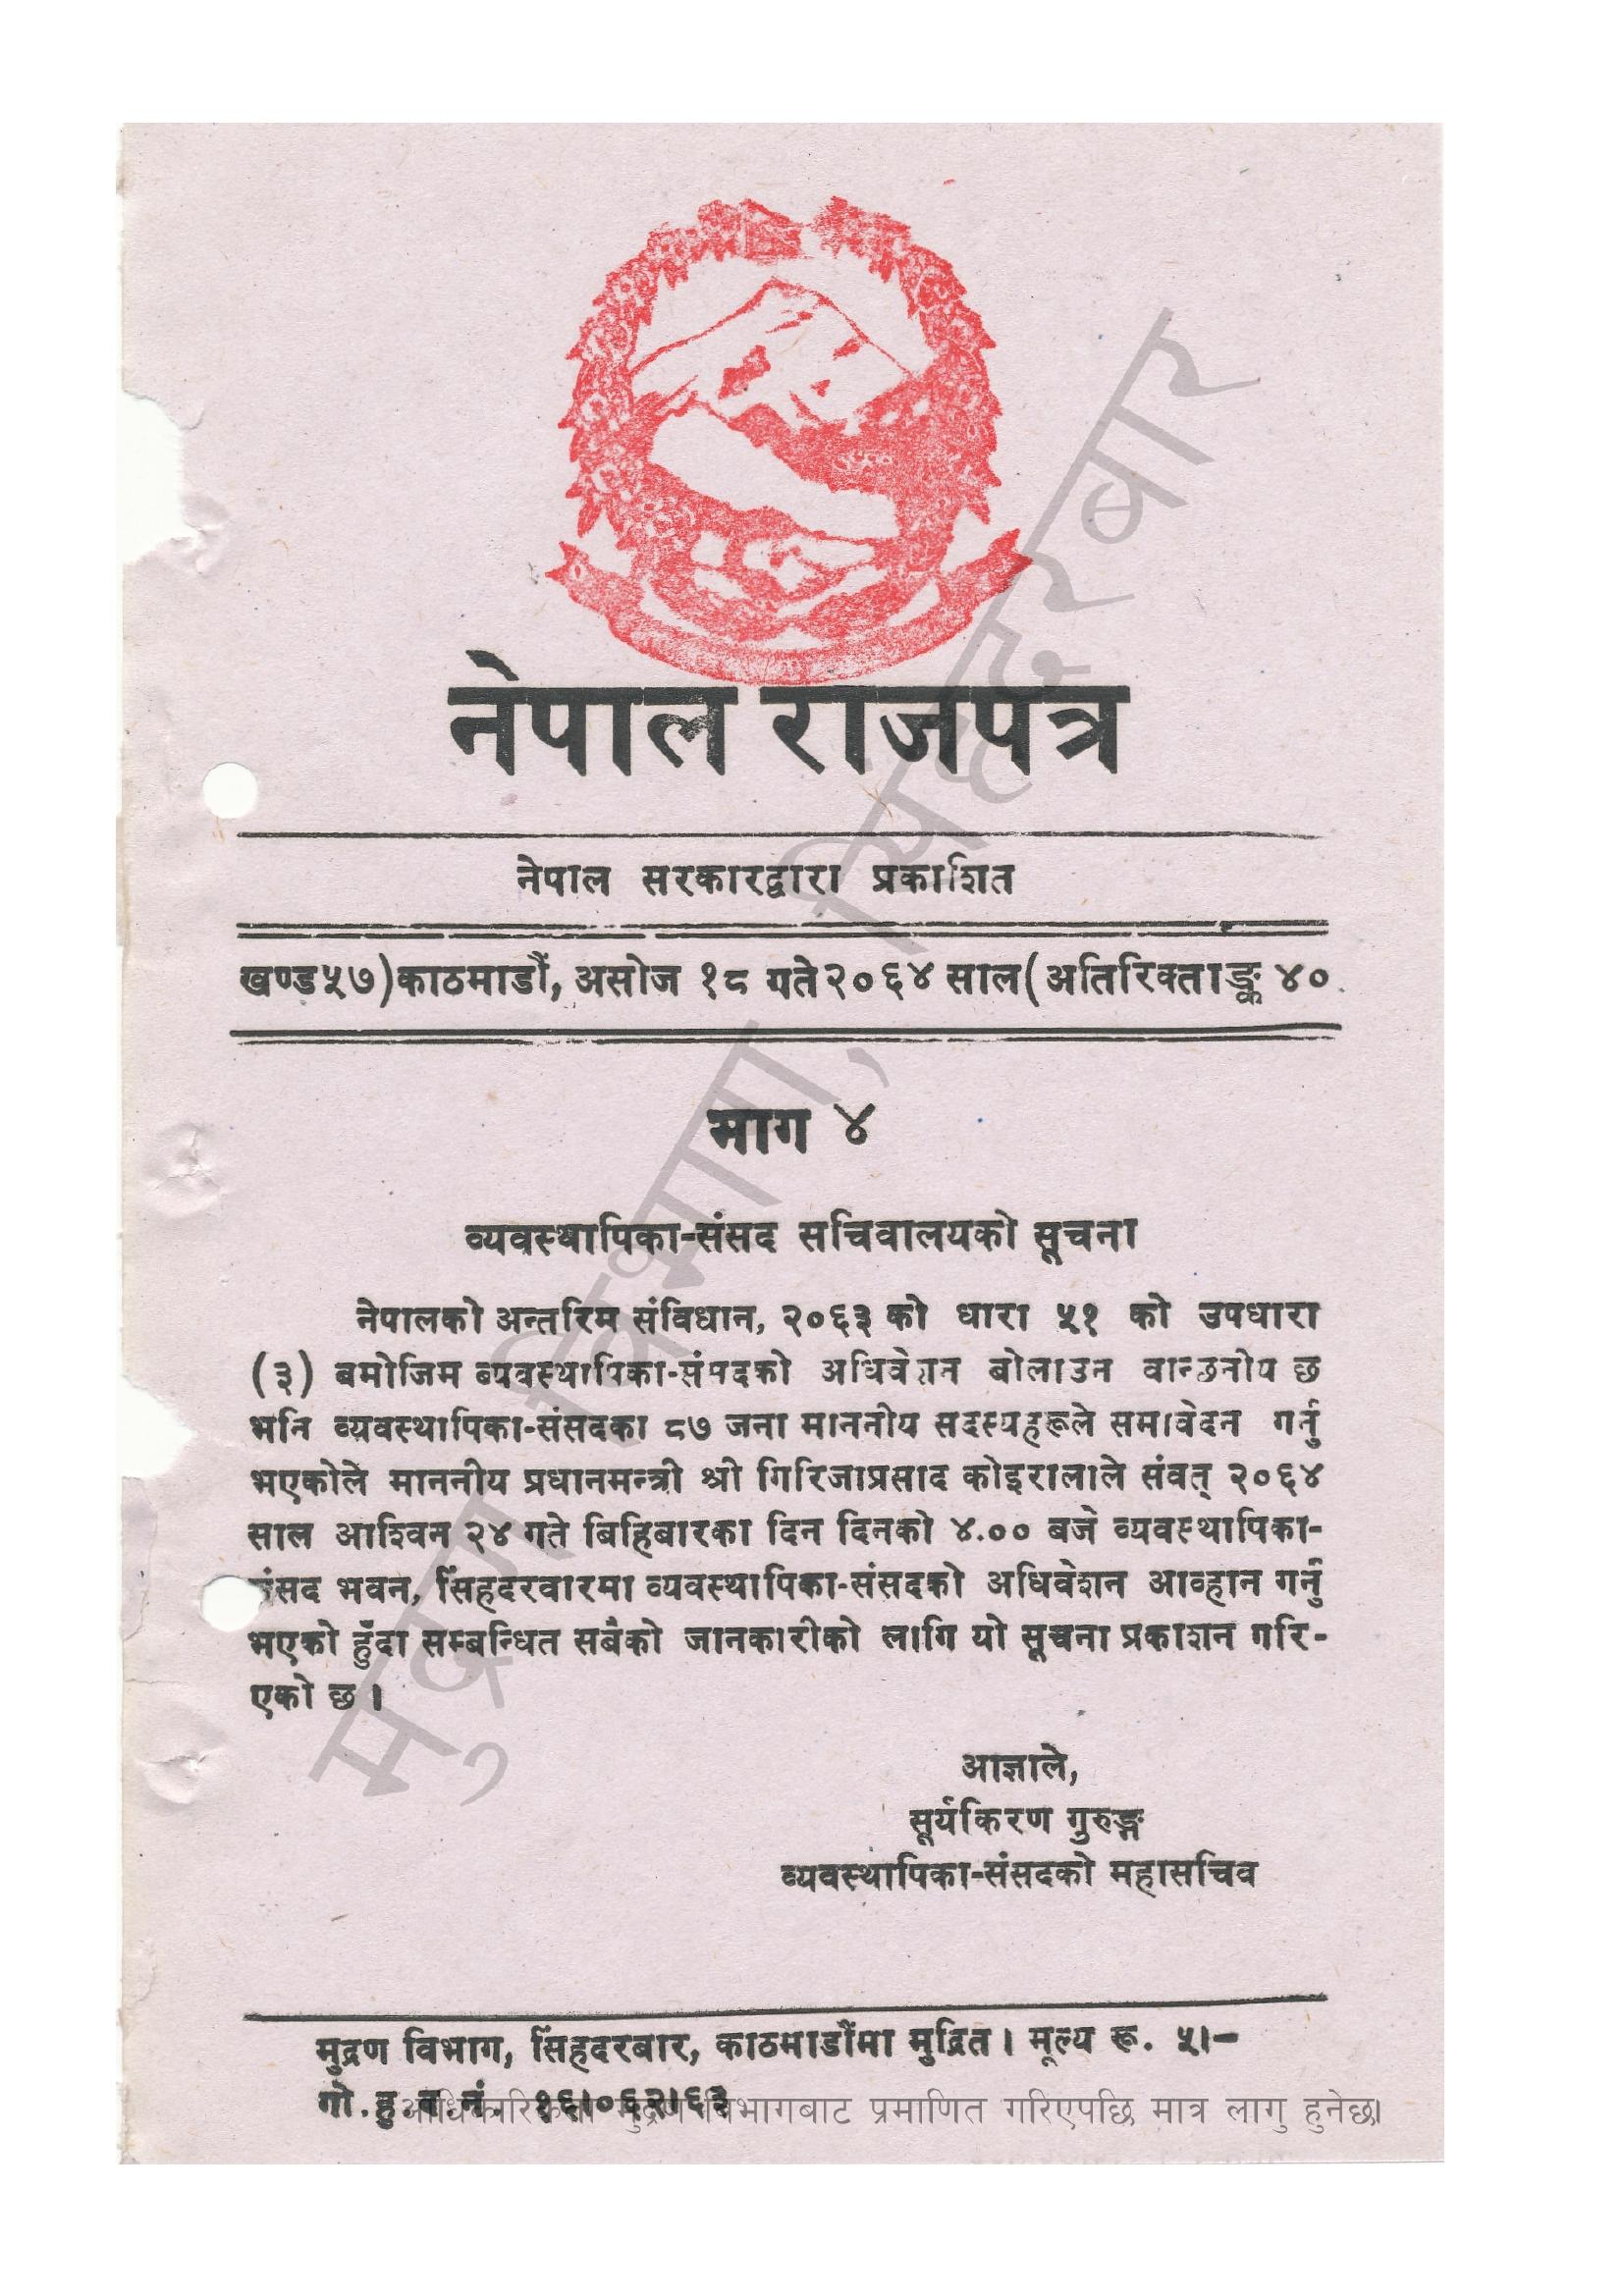 नेपाल राजपत्र
नेपाल सरकारद्वारा प्रकाशित
खण्ड ५७) काठमाडौं, असोज १८ गते २०६४ साल (अतिरिक्ताङ्क ४०
भाग ४
व्यवस्थापिका-संसद सचिवालयको सूचना
नेपालको अन्तरिम संविधान, २०६३ को धारा ५१ को उपधारा
(३) बमोजिम व्यवस्थापिका-संसदको अधिवेशन बोलाउन वान्छनीय छ
भनि व्यवस्थापिका-संसदका ८७ जना माननीय सदस्यहरूले समावेदन गर्नु
भएकोले माननीय प्रधानमन्त्री श्री गिरिजाप्रसाद कोइरालाले संवत् २०६४
साल आश्विन २४ गते बिहिबारका दिन दिनको ४.०० बजे व्यवस्थापिका-
संसद भवन, सिंहदरवारमा व्यवस्थापिका-संसदको अधिवेशन आव्हान गर्नु
भएको हुँदा सम्बन्धित सबैको जानकारीको लागि यो सूचना प्रकाशन गरि-
एको छ ।
आज्ञाले,
सूर्यकिरण गुरुङ्ग
व्यवस्थापिका-संसदको महासचिव
मुद्रण विभाग, सिंहदरबार, काठमाडौंमा मुद्रित । मूल्य रू. ५।–
गो. हु. व. नं.
मुद्रण विभागबाट प्रमाणित गरिएपछि मात्र लागु हुनेछ।
मुद्रण विभाग, सिंहदरबार